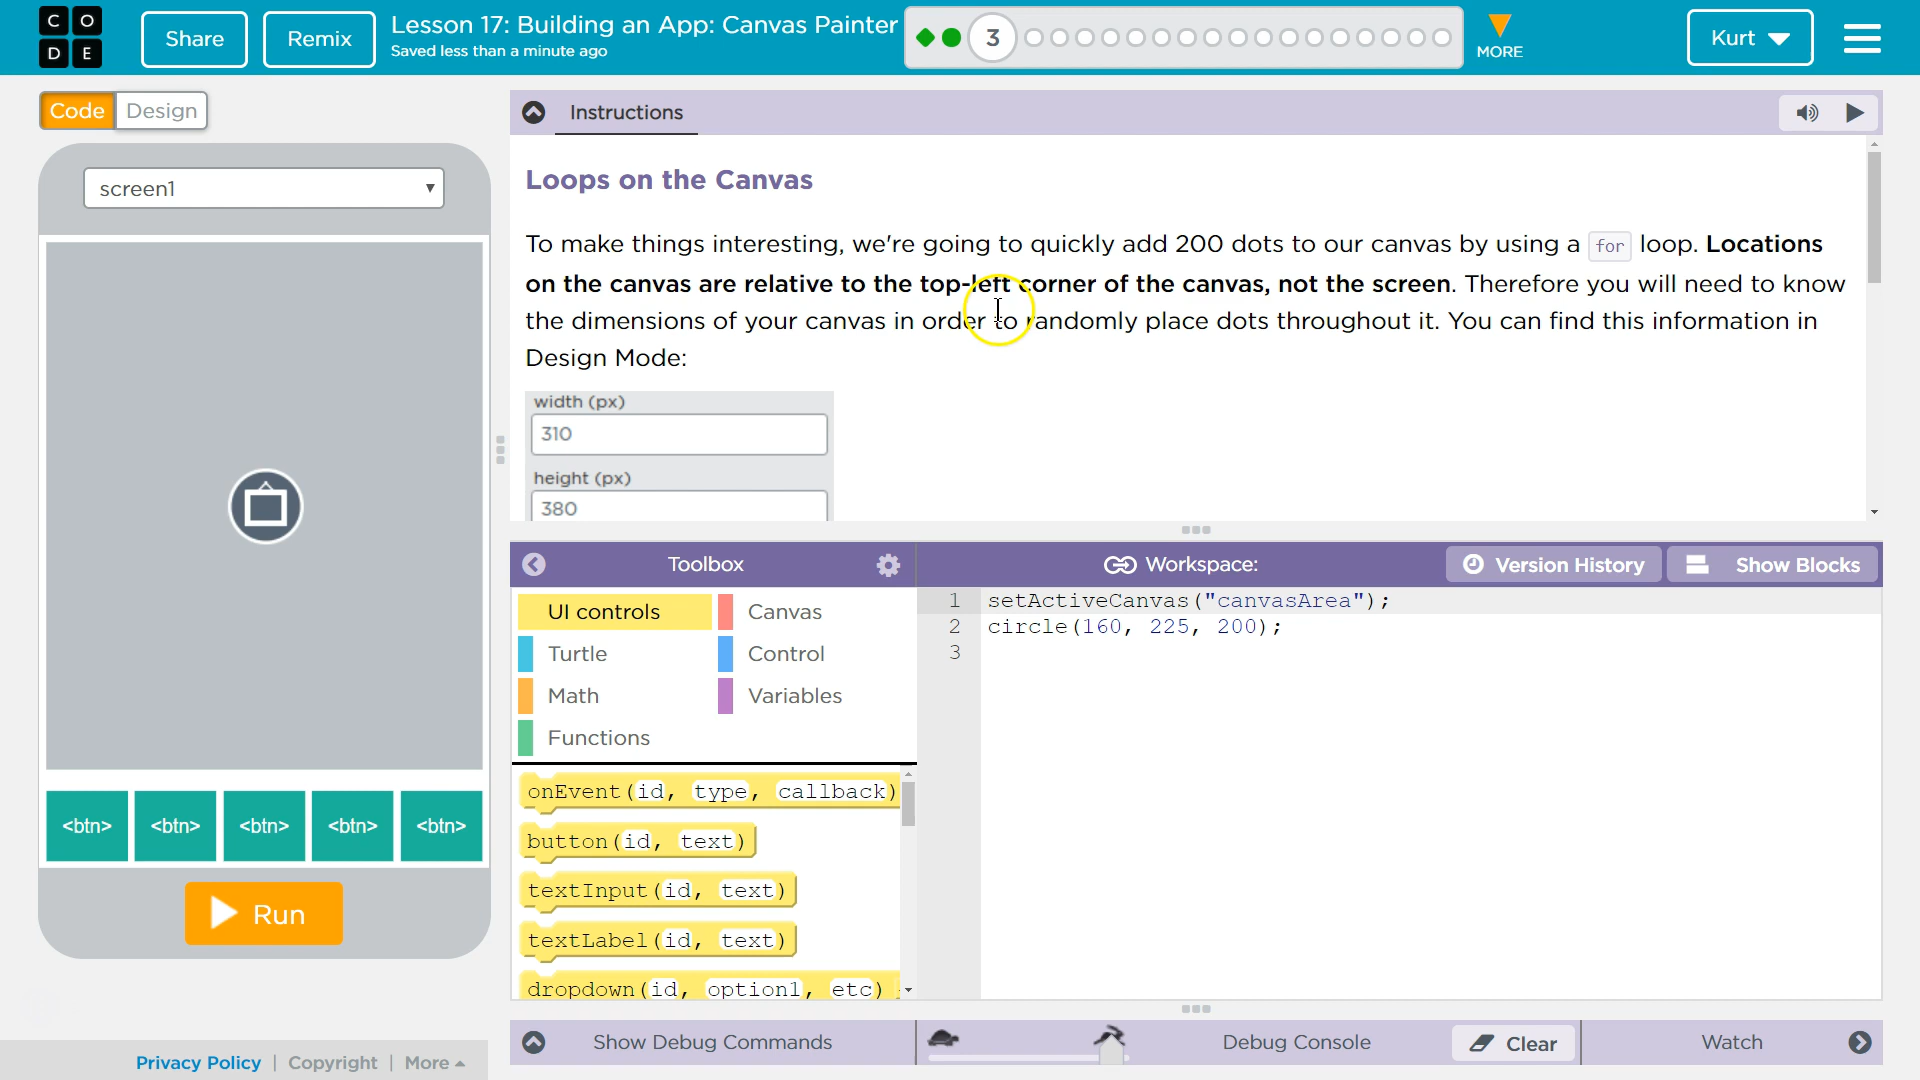 C O
D E
Share
Remix
Lesson 17: Building an App: Canvas Painter
Saved less than a minute ago
3
MORE
Kurt
Code
Design
Instructions
screen1
Loops on the Canvas
To make things interesting, we're going to quickly add 200 dots to our canvas by using a for loop. Locations
on the canvas are relative to the top-left corner of the canvas, not the screen. Therefore you will need to know
the dimensions of your canvas in order to randomly place dots throughout it. You can find this information in
Design Mode:
width (px)
310
height (px)
380
Toolbox
Workspace:
Version History
Show Blocks
UI controls
Canvas
Turtle
Control
Math
Variables
Functions
onEvent(id, type, callback)
button(id, text)
textInput(id, text)
textLabel(id, text)
dropdown(id, option1, etc)
1 setActiveCanvas("canvasArea");
2 circle(160, 225, 200);
3
<btn> <btn> <btn> <btn> <btn>
Run
Show Debug Commands
Debug Console
Clear
Watch
Privacy Policy | Copyright | More